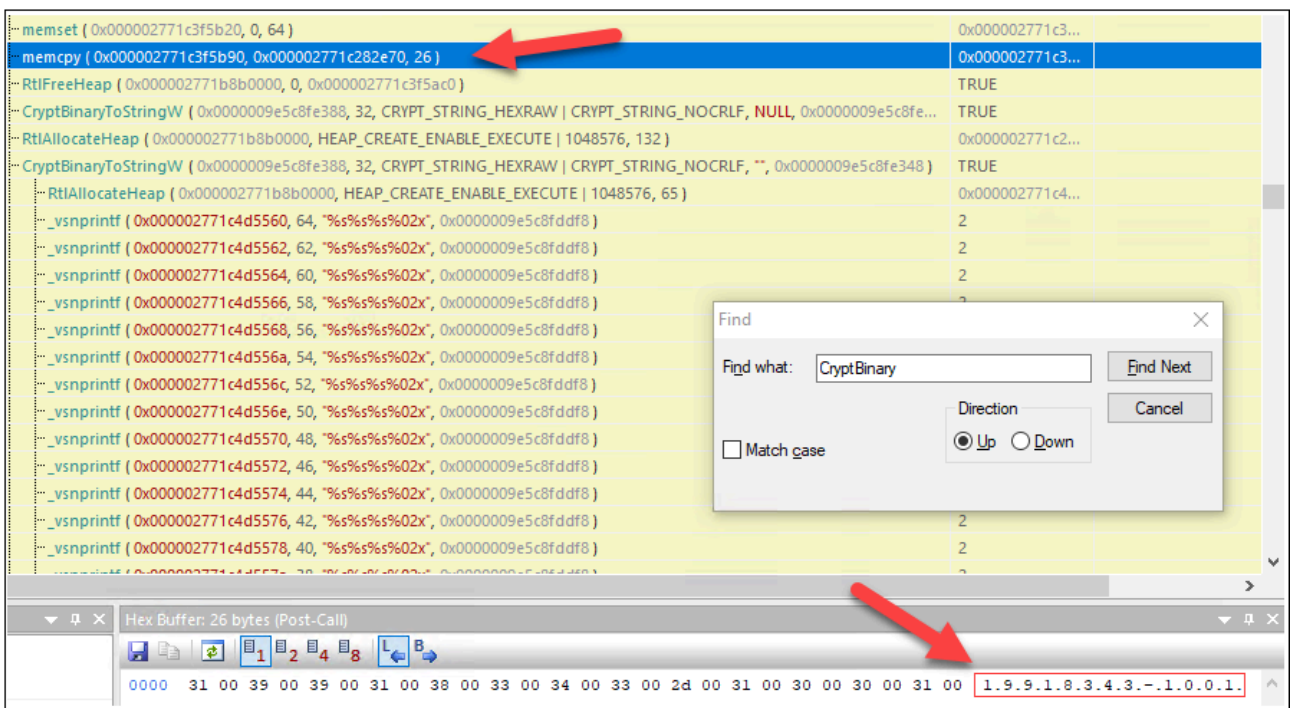 memset ( 0x000002771c3f5b20, 0, 64 ) 0x000002771c3...
memcpy ( 0x000002771c3f5b90, 0x000002771c282e70, 26 ) 0x000002771c3...
RtlFreeHeap ( 0x000002771b8b0000, 0, 0x000002771c3f5ac0 ) TRUE
CryptBinaryToStringW ( 0x0000009e5c8fe388, 32, CRYPT_STRING_HEXRAW | CRYPT_STRING_NOCRLF, NULL, 0x0000009e5c8fe... TRUE
RtlAllocateHeap ( 0x000002771b8b0000, HEAP_CREATE_ENABLE_EXECUTE | 1048576, 132 ) 0x000002771c2...
CryptBinaryToStringW ( 0x0000009e5c8fe388, 32, CRYPT_STRING_HEXRAW | CRYPT_STRING_NOCRLF, "", 0x0000009e5c8fe348 ) TRUE
RtlAllocateHeap ( 0x000002771b8b0000, HEAP_CREATE_ENABLE_EXECUTE | 1048576, 65 ) 0x000002771c4...
_vsnprintf ( 0x000002771c4d5560, 64, "%s%s%s%02x", 0x0000009e5c8fddf8 ) 2
_vsnprintf ( 0x000002771c4d5562, 62, "%s%s%s%02x", 0x0000009e5c8fddf8 ) 2
_vsnprintf ( 0x000002771c4d5564, 60, "%s%s%s%02x", 0x0000009e5c8fddf8 ) 2
_vsnprintf ( 0x000002771c4d5566, 58, "%s%s%s%02x", 0x0000009e5c8fddf8 )
_vsnprintf ( 0x000002771c4d5568, 56, "%s%s%s%02x", 0x0000009e5c8fddf8 )
_vsnprintf ( 0x000002771c4d556a, 54, "%s%s%s%02x", 0x0000009e5c8fddf8 )
_vsnprintf ( 0x000002771c4d556c, 52, "%s%s%s%02x", 0x0000009e5c8fddf8 )
_vsnprintf ( 0x000002771c4d556e, 50, "%s%s%s%02x", 0x0000009e5c8fddf8 )
_vsnprintf ( 0x000002771c4d5570, 48, "%s%s%s%02x", 0x0000009e5c8fddf8 )
_vsnprintf ( 0x000002771c4d5572, 46, "%s%s%s%02x", 0x0000009e5c8fddf8 )
_vsnprintf ( 0x000002771c4d5574, 44, "%s%s%s%02x", 0x0000009e5c8fddf8 )
_vsnprintf ( 0x000002771c4d5576, 42, "%s%s%s%02x", 0x0000009e5c8fddf8 ) 2
_vsnprintf ( 0x000002771c4d5578, 40, "%s%s%s%02x", 0x0000009e5c8fddf8 ) 2
Find
Find what: CryptBinary Find Next
Direction Cancel
Match case Up Down
Hex Buffer: 26 bytes (Post-Call)
1 2 4 8 L B
0000 31 00 39 00 39 00 31 00 38 00 33 00 34 00 33 00 2d 00 31 00 30 00 30 00 31 00 1.9.9.1.8.3.4.3.-.1.0.0.1.